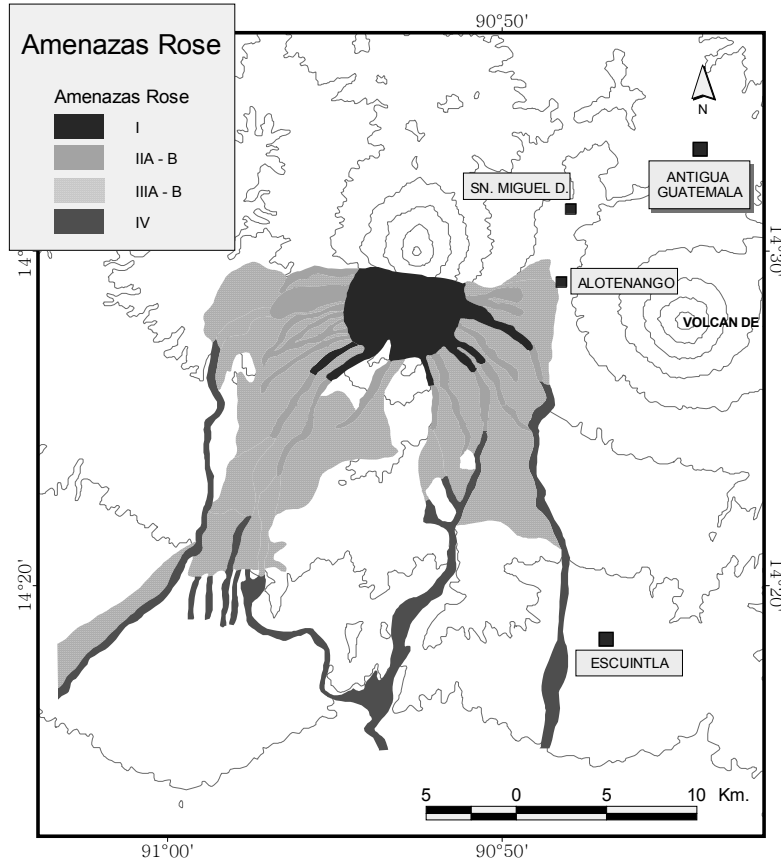 90°50'
Amenazas Rose
Amenazas Rose
I
IIA - B
IIIA - B
IV
N
ANTIGUA
GUATEMALA
SN. MIGUEL D.
14°
14°30'
ALOTENANGO
VOLCAN DE
14°20'
14°20'
ESCUINTLA
5 0 5 10 Km.
91°00'
90°50'